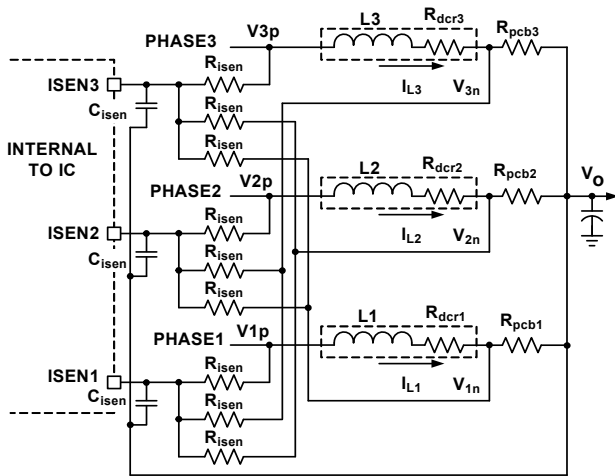 V3p L3 Rdcr3 Rpcb3
PHASE3
Risen
ISEN3
Cisen
IL3 V3n
Risen
INTERNAL
TO IC
Risen
V2p L2 Rdcr2 Rpcb2
PHASE2
Vo
Risen
ISEN2
Cisen
IL2 V2n
Risen
Risen
V1p L1 Rdcr1 Rpcb1
PHASE1
Risen
ISEN1
Cisen
IL1 V1n
Risen
Risen